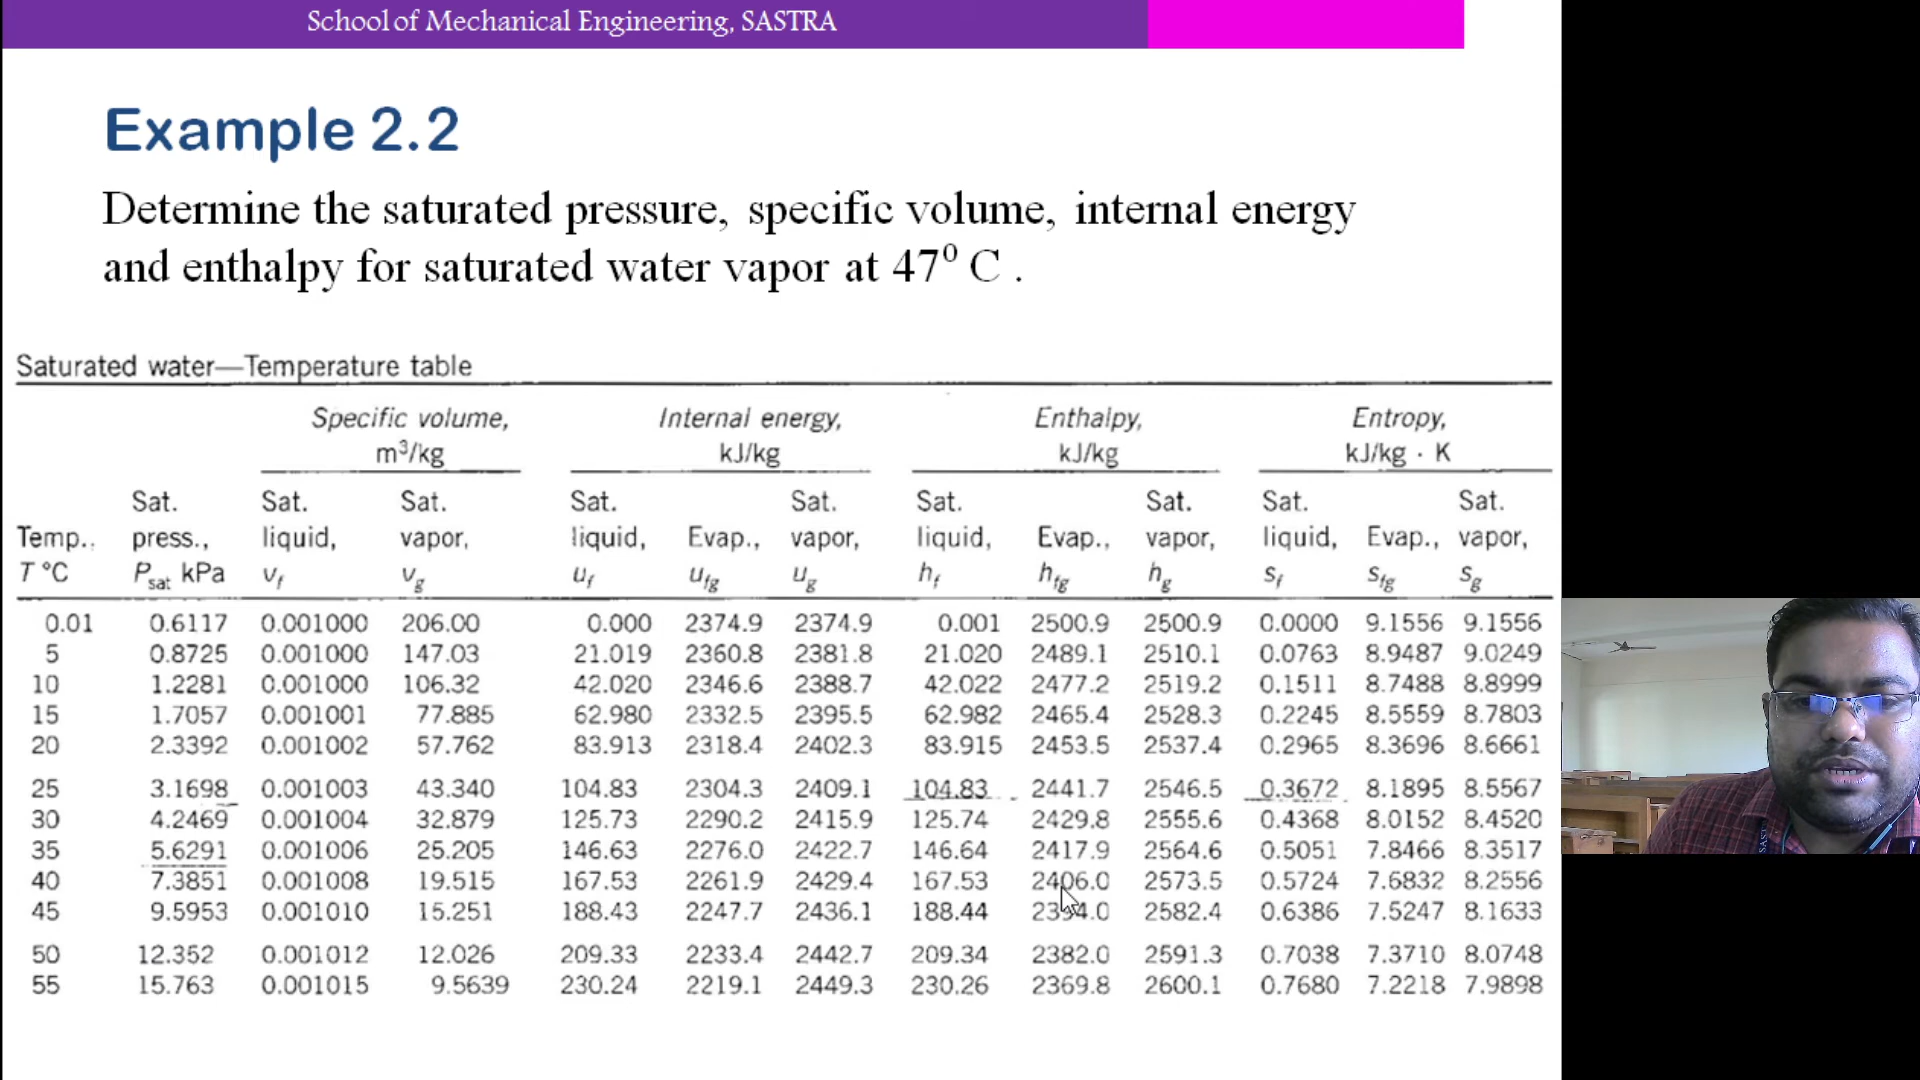 School of Mechanical Engineering, SASTRA
Example 2.2
Determine the saturated pressure, specific volume, internal energy
and enthalpy for saturated water vapor at 47⁰ C .
Saturated water—Temperature table
Specific volume, Internal energy, Enthalpy, Entropy,
m³/kg kJ/kg kJ/kg kJ/kg · K
Sat. Sat. Sat. Sat. Sat. Sat. Sat. Sat. Sat.
Temp., press., liquid, vapor, liquid, Evap., vapor, liquid, Evap., vapor, liquid, Evap., vapor,
T °C Psat kPa vf vg uf ufg ug hf hfg hg sf sfg sg
0.01 0.6117 0.001000 206.00 0.000 2374.9 2374.9 0.001 2500.9 2500.9 0.0000 9.1556 9.1556
5 0.8725 0.001000 147.03 21.019 2360.8 2381.8 21.020 2489.1 2510.1 0.0763 8.9487 9.0249
10 1.2281 0.001000 106.32 42.020 2346.6 2388.7 42.022 2477.2 2519.2 0.1511 8.7488 8.8999
15 1.7057 0.001001 77.885 62.980 2332.5 2395.5 62.982 2465.4 2528.3 0.2245 8.5559 8.7803
20 2.3392 0.001002 57.762 83.913 2318.4 2402.3 83.915 2453.5 2537.4 0.2965 8.3696 8.6661
25 3.1698 0.001003 43.340 104.83 2304.3 2409.1 104.83 2441.7 2546.5 0.3672 8.1895 8.5567
30 4.2469 0.001004 32.879 125.73 2290.2 2415.9 125.74 2429.8 2555.6 0.4368 8.0152 8.4520
35 5.6291 0.001006 25.205 146.63 2276.0 2422.7 146.64 2417.9 2564.6 0.5051 7.8466 8.3517
40 7.3851 0.001008 19.515 167.53 2261.9 2429.4 167.53 2406.0 2573.5 0.5724 7.6832 8.2556
45 9.5953 0.001010 15.251 188.43 2247.7 2436.1 188.44 2394.0 2582.4 0.6386 7.5247 8.1633
50 12.352 0.001012 12.026 209.33 2233.4 2442.7 209.34 2382.0 2591.3 0.7038 7.3710 8.0748
55 15.763 0.001015 9.5639 230.24 2219.1 2449.3 230.26 2369.8 2600.1 0.7680 7.2218 7.9898